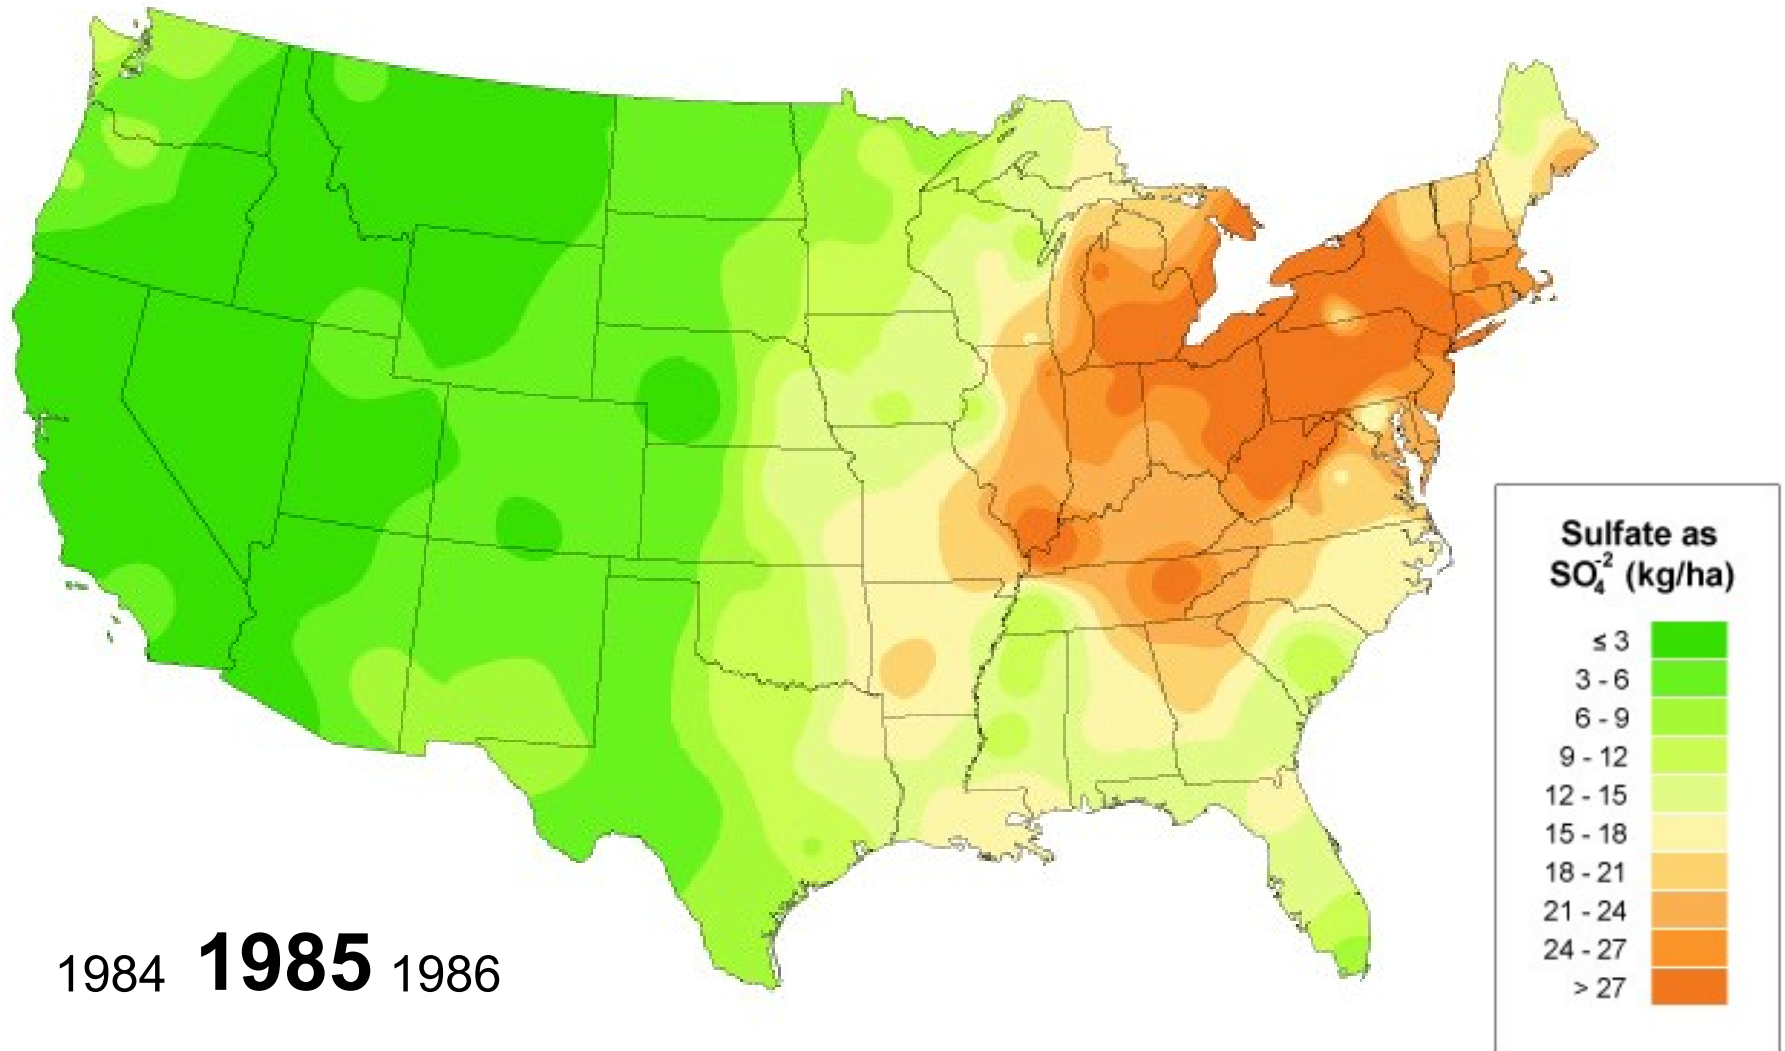 Sulfate as
SO₄⁻² (kg/ha)
≤ 3
3 - 6
6 - 9
9 - 12
12 - 15
15 - 18
18 - 21
21 - 24
24 - 27
> 27
1984 1985 1986